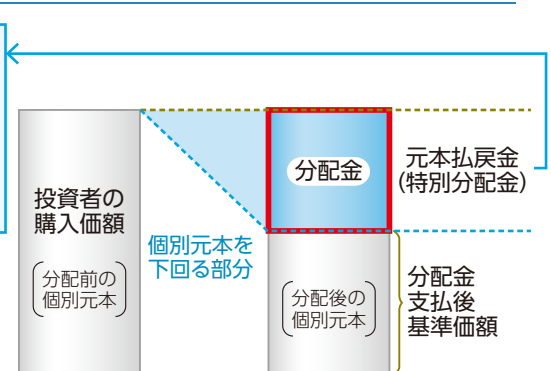 投資者の
購入価額
分配前の
個別元本
個別元本を
下回る部分
分配金
分配後の
個別元本
元本払戻金
(特別分配金)
分配金
支払後
基準価額